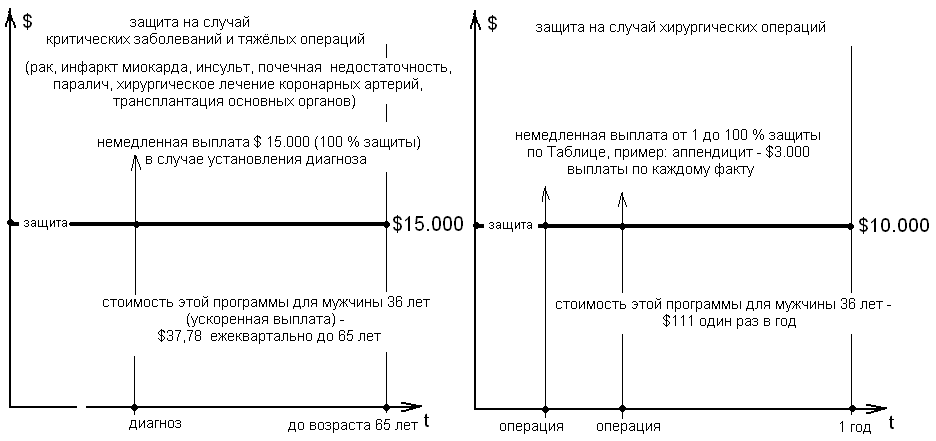 $
защита на случай
критических заболеваний и тяжёлых операций
(рак, инфаркт миокарда, инсульт, почечная недостаточность,
паралич, хирургическое лечение коронарных артерий,
трансплантация основных органов)
немедленная выплата $ 15.000 (100 % защиты)
в случае установления диагноза
защита
$15.000
стоимость этой программы для мужчины 36 лет
(ускоренная выплата) -
$37,78 ежеквартально до 65 лет
диагноз
до возраста 65 лет
t
$
защита на случай хирургических операций
немедленная выплата от 1 до 100 % защиты
по Таблице, пример: аппендицит - $3.000
выплаты по каждому факту
защита
$10.000
стоимость этой программы для мужчины 36 лет -
$111 один раз в год
операция
операция
1 год
t